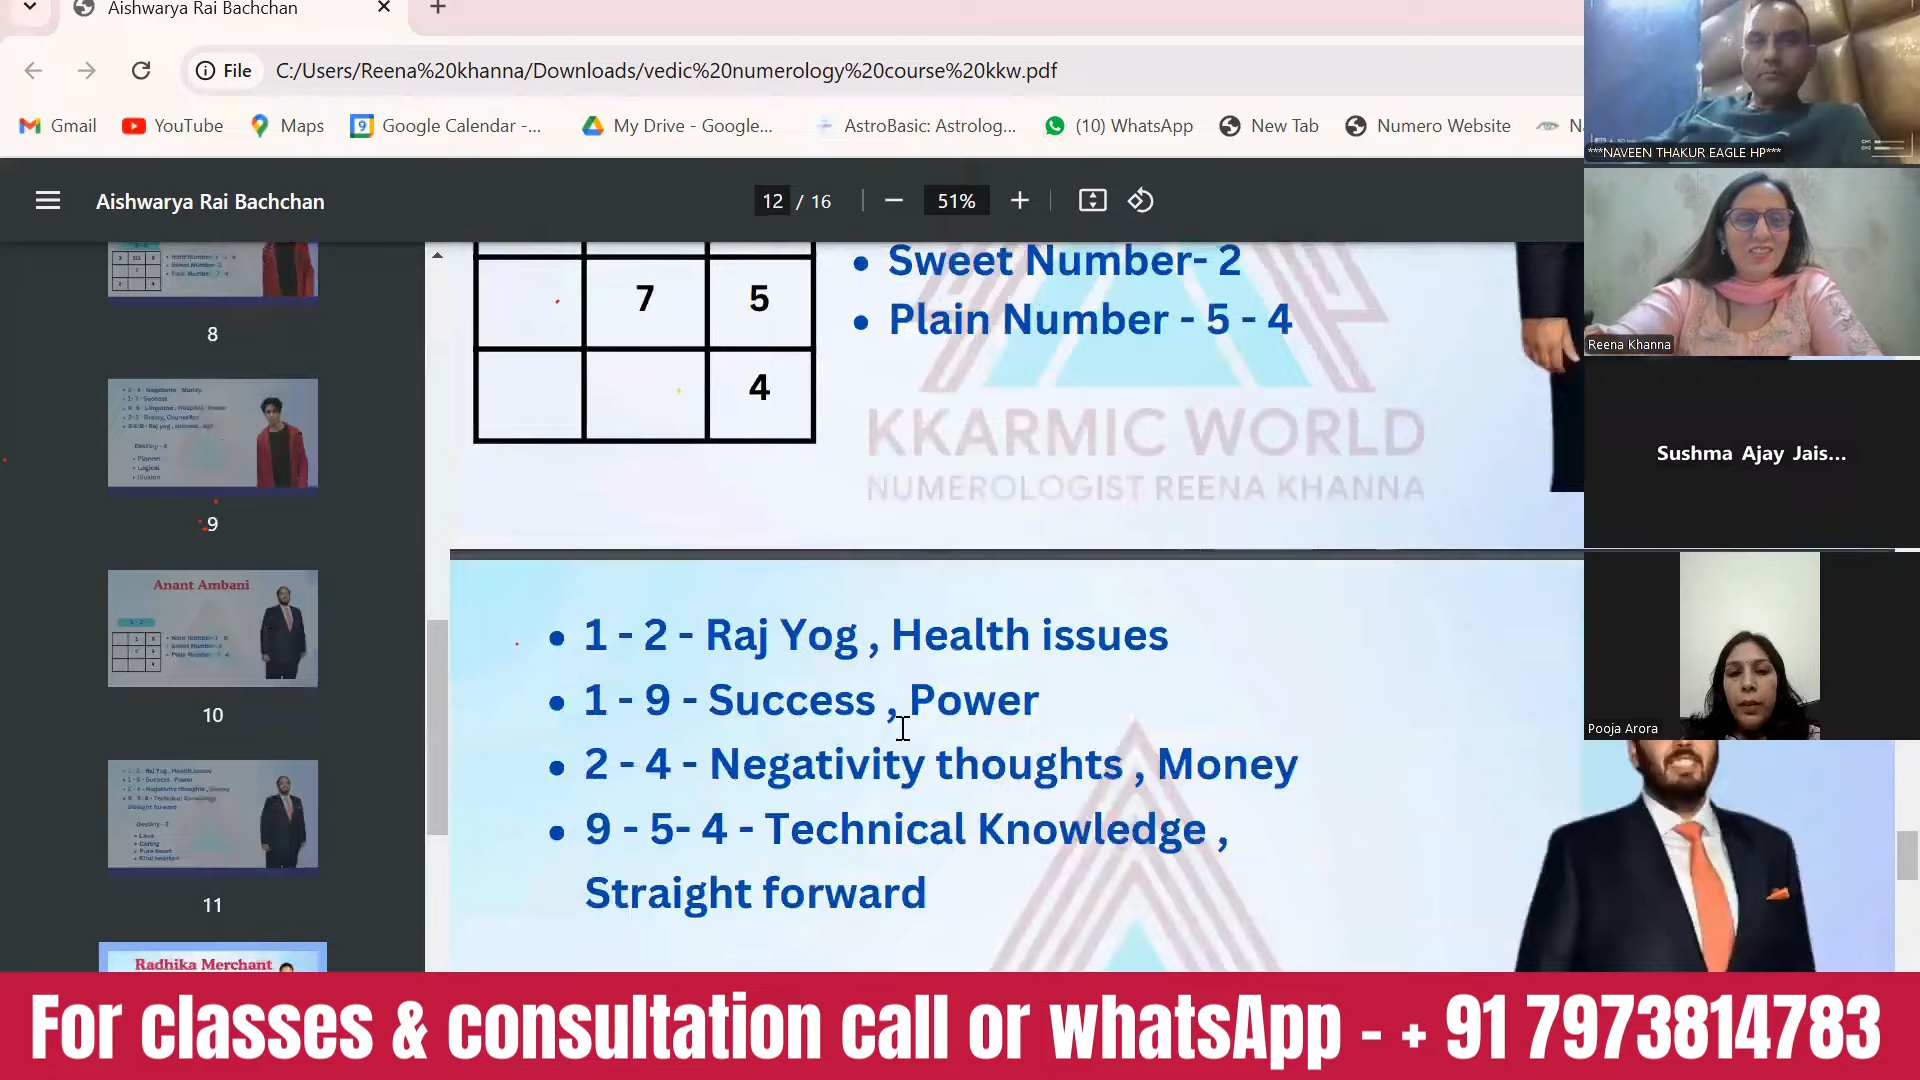 Aishwarya Rai Bachchan
File
C:/Users/Reena%20khanna/Downloads/vedic%20numerology%20course%20kkw.pdf
Gmail
YouTube
Maps
Google Calendar -...
My Drive - Google...
AstroBasic: Astrolog...
(10) WhatsApp
New Tab
Numero Website
Aishwarya Rai Bachchan
12 / 16
51%
***NAVEEN THAKUR EAGLE HP***
Reena Khanna
Sushma Ajay Jais...
Pooja Arora
8
9
Anant Ambani
10
11
Radhika Merchant
7 5
4
Sweet Number- 2
Plain Number - 5 - 4
KKARMIC WORLD
NUMEROLOGIST REENA KHANNA
1 - 2 - Raj Yog , Health issues
1 - 9 - Success , Power
2 - 4 - Negativity thoughts , Money
9 - 5- 4 - Technical Knowledge ,
Straight forward
For classes & consultation call or whatsApp - + 91 7973814783